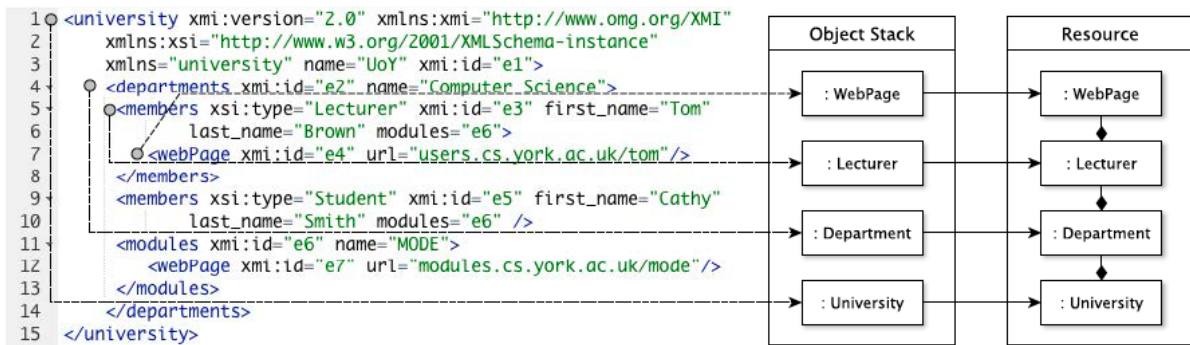 1 <university xmi:version="2.0" xmlns:xmi="http://www.omg.org/XMI"
2 xmlns:xsi="http://www.w3.org/2001/XMLSchema-instance"
3 xmlns="university" name="UoY" xmi:id="e1">
4 <departments xmi:id="e2" name="Computer Science">
5 <members xsi:type="Lecturer" xmi:id="e3" first_name="Tom"
6 last_name="Brown" modules="e6">
7 <webPage xmi:id="e4" url="users.cs.york.ac.uk/tom"/>
8 </members>
9 <members xsi:type="Student" xmi:id="e5" first_name="Cathy"
10 last_name="Smith" modules="e6" />
11 <modules xmi:id="e6" name="MODE">
12 <webPage xmi:id="e7" url="modules.cs.york.ac.uk/mode"/>
13 </modules>
14 </departments>
15 </university>
Object Stack
: WebPage
: Lecturer
: Department
: University
Resource
: WebPage
: Lecturer
: Department
: University